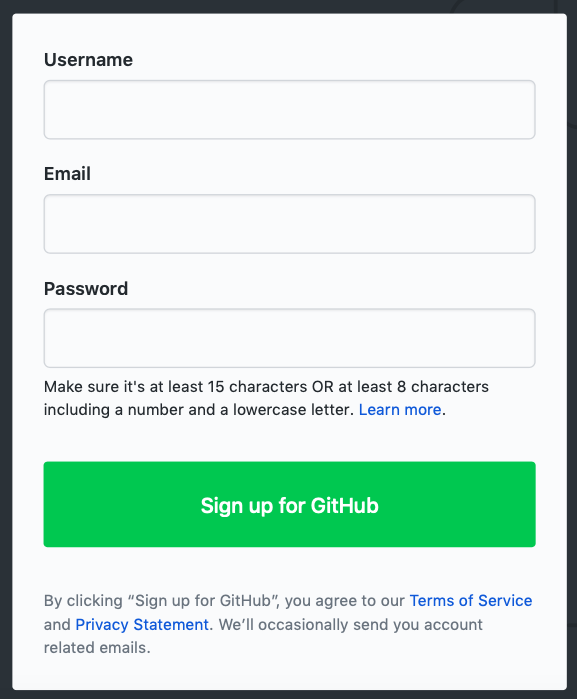 Username
Email
Password
Make sure it's at least 15 characters OR at least 8 characters
including a number and a lowercase letter. Learn more.
Sign up for GitHub
By clicking “Sign up for GitHub”, you agree to our Terms of Service
and Privacy Statement. We’ll occasionally send you account
related emails.